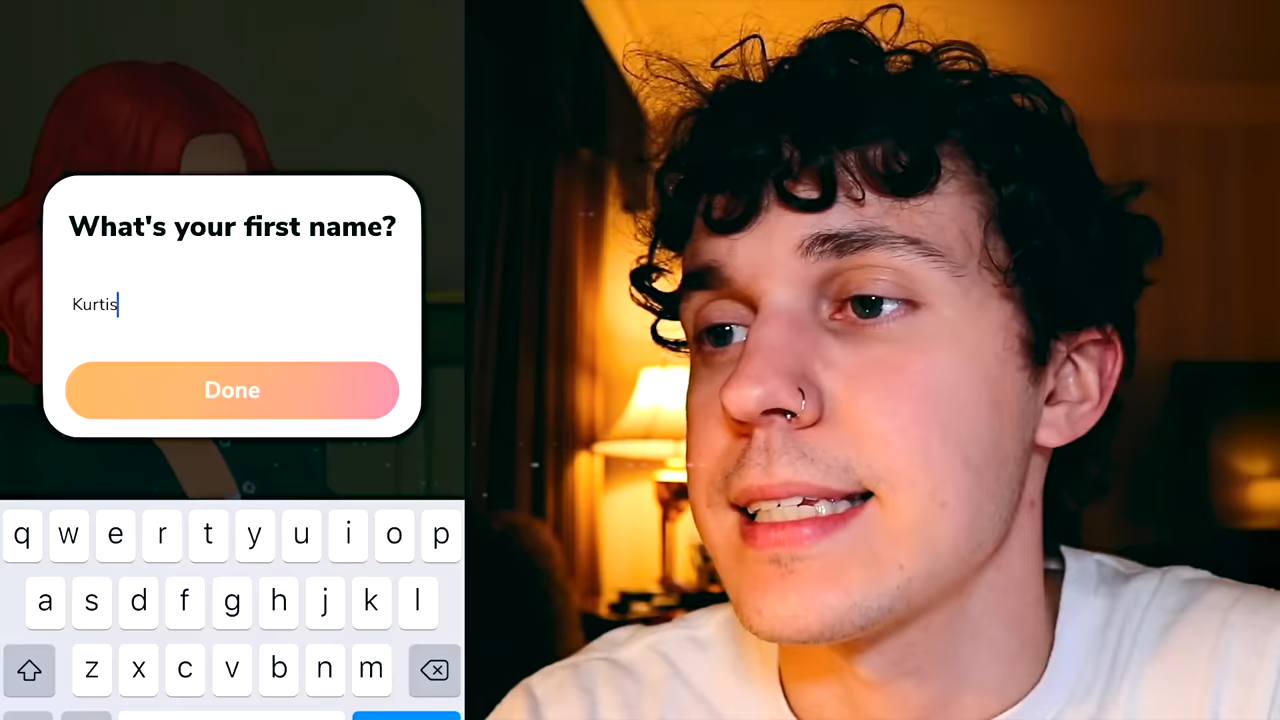 What's your first name?
Kurtis
Done
q w e r t y u i o p
a s d f g h j k l
z x c v b n m